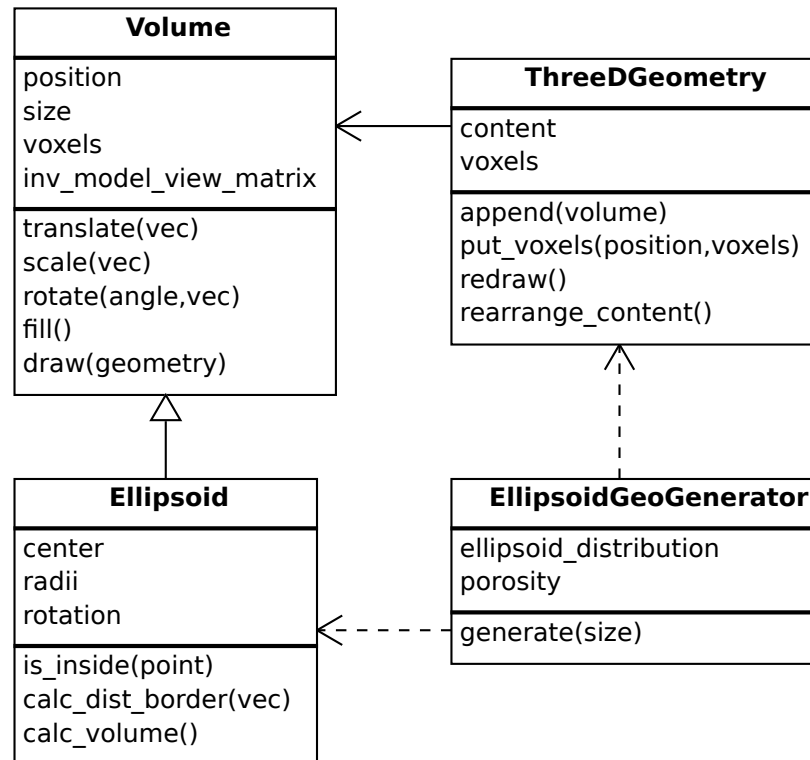 Volume
position
size
voxels
inv_model_view_matrix
translate(vec)
scale(vec)
rotate(angle,vec)
fill()
draw(geometry)
ThreeDGeometry
content
voxels
append(volume)
put_voxels(position,voxels)
redraw()
rearrange_content()
Ellipsoid
center
radii
rotation
is_inside(point)
calc_dist_border(vec)
calc_volume()
EllipsoidGeoGenerator
ellipsoid_distribution
porosity
generate(size)